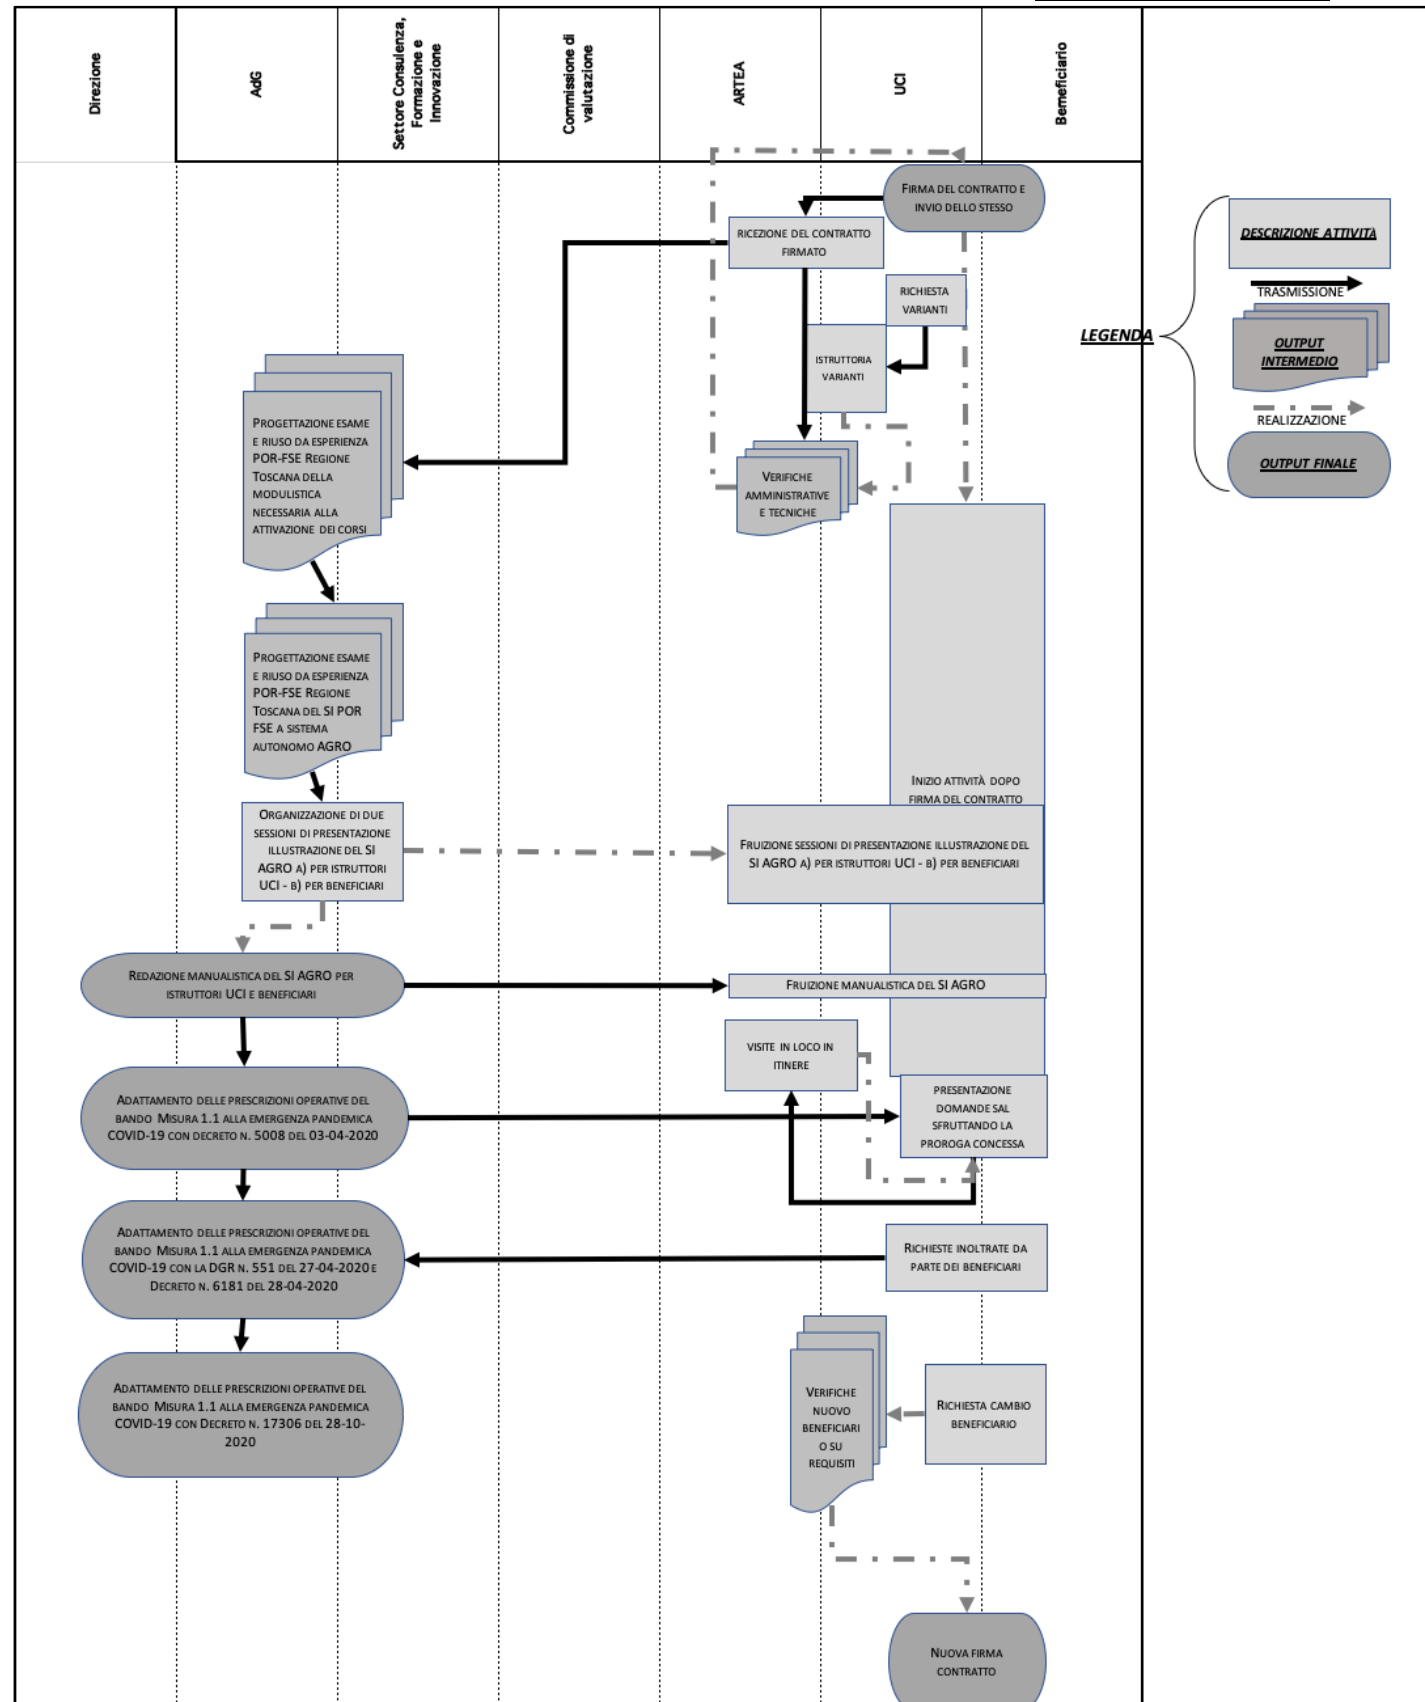 Direzione
AdG
Settore Consulenza,
Formazione e
Innovazione
Commissione di
valutazione
ARTEA
UCI
Bemeficiario
FIRMA DEL CONTRATTO E
INVIO DELLO STESSO
RICEZIONE DEL CONTRATTO
FIRMATO
RICHIESTA
VARIANTI
ISTRUTTORIA
VARIANTI
VERIFICHE
AMMINISTRATIVE
E TECNICHE
PROGETTAZIONE ESAME
E RIUSO DA ESPERIENZA
POR-FSE REGIONE
TOSCANA DELLA
MODULISTICA
NECESSARIA ALLA
ATTIVAZIONE DEI CORSI
PROGETTAZIONE ESAME
E RIUSO DA ESPERIENZA
POR-FSE REGIONE
TOSCANA DEL SI POR
FSE A SISTEMA
AUTONOMO AGRO
INIZIO ATTIVITÀ DOPO
FIRMA DEL CONTRATTO
ORGANIZZAZIONE DI DUE
SESSIONI DI PRESENTAZIONE
ILLUSTRAZIONE DEL SI
AGRO A) PER ISTRUTTORI
UCI - B) PER BENEFICIARI
FRUIZIONE SESSIONI DI PRESENTAZIONE ILLUSTRAZIONE DEL
SI AGRO A) PER ISTRUTTORI UCI - B) PER BENEFICIARI
REDAZIONE MANUALISTICA DEL SI AGRO PER
ISTRUTTORI UCI E BENEFICIARI
FRUIZIONE MANUALISTICA DEL SI AGRO
VISITE IN LOCO IN
ITINERE
ADATTAMENTO DELLE PRESCRIZIONI OPERATIVE DEL
BANDO MISURA 1.1 ALLA EMERGENZA PANDEMICA
COVID-19 CON DECRETO N. 5008 DEL 03-04-2020
PRESENTAZIONE
DOMANDE SAL
SFRUTTANDO LA
PROROGA CONCESSA
ADATTAMENTO DELLE PRESCRIZIONI OPERATIVE DEL
BANDO MISURA 1.1 ALLA EMERGENZA PANDEMICA
COVID-19 CON LA DGR N. 551 DEL 27-04-2020 E
DECRETO N. 6181 DEL 28-04-2020
RICHIESTE INOLTRATE DA
PARTE DEI BENEFICIARI
ADATTAMENTO DELLE PRESCRIZIONI OPERATIVE DEL
BANDO MISURA 1.1 ALLA EMERGENZA PANDEMICA
COVID-19 CON DECRETO N. 17306 DEL 28-10-
2020
VERIFICHE
NUOVO
BENEFICIARI
O SU
REQUISITI
RICHIESTA CAMBIO
BENEFICIARIO
NUOVA FIRMA
CONTRATTO
LEGENDA
DESCRIZIONE ATTIVITÀ
TRASMISSIONE
OUTPUT
INTERMEDIO
REALIZZAZIONE
OUTPUT FINALE